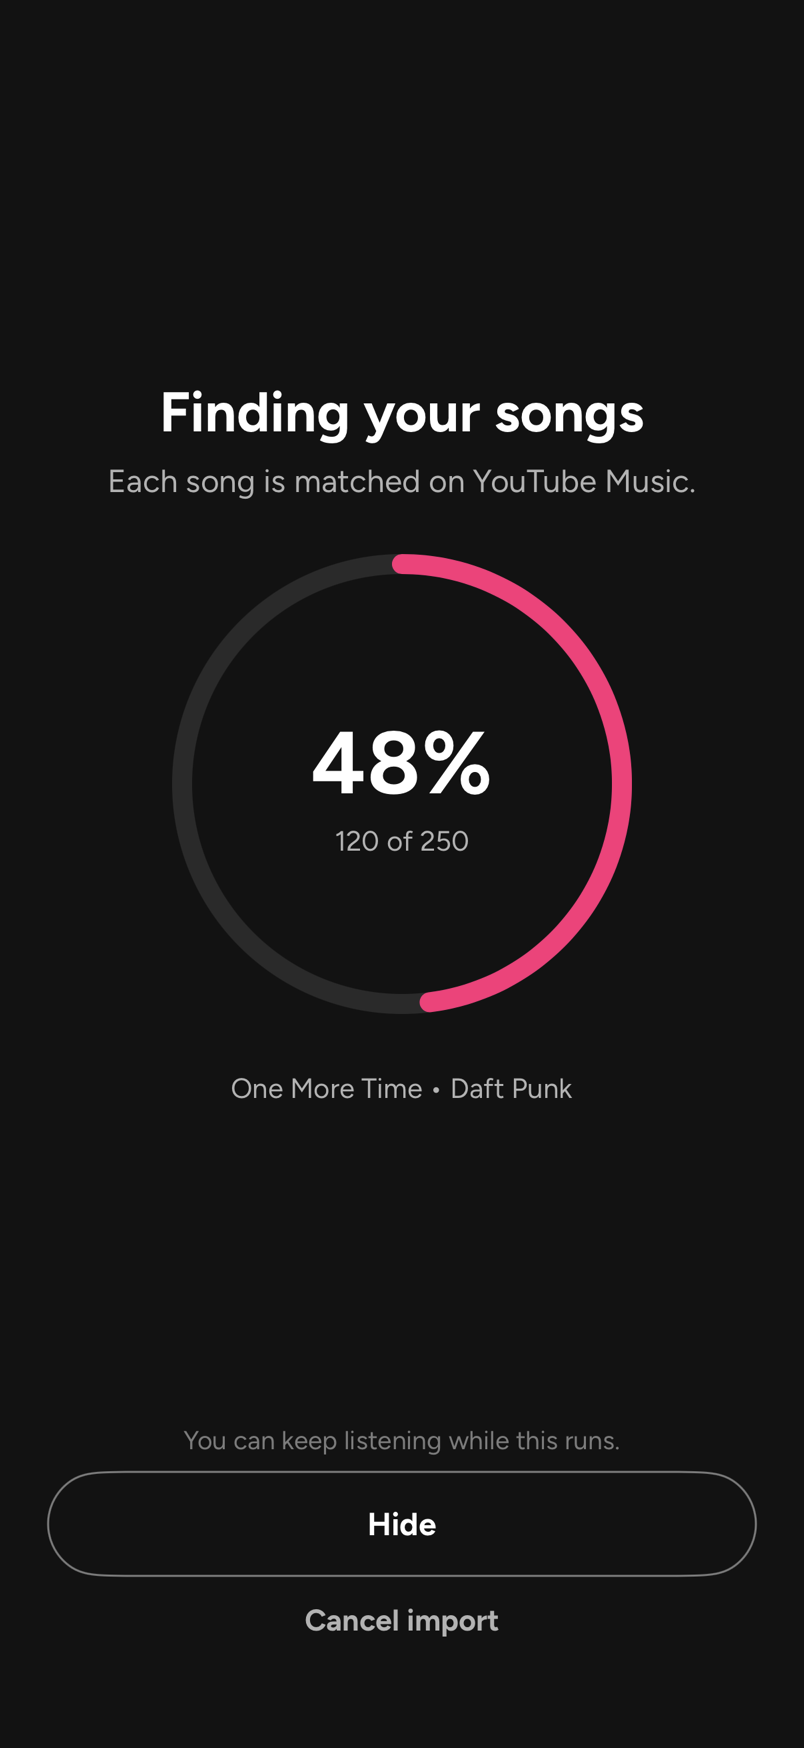 Finding your songs
Each song is matched on YouTube Music.
48%
120 of 250
One More Time • Daft Punk
You can keep listening while this runs.
Hide
Cancel import